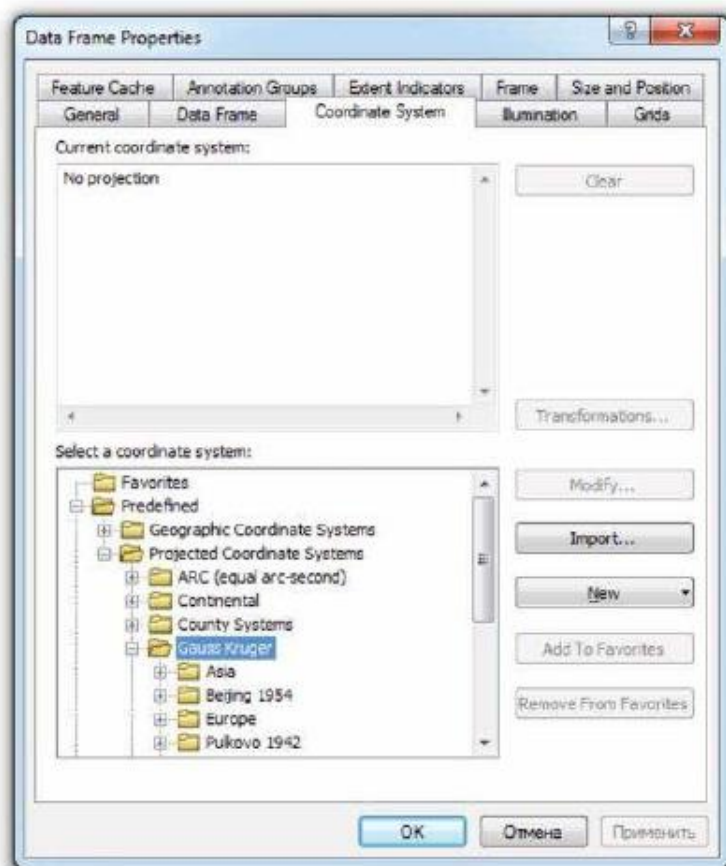 Data Frame Properties
Feature Cache Annotation Groups Extent Indicators Frame Size and Position
General Data Frame Coordinate System Illumination Grids
Current coordinate system:
No projection
Clear
Transformations...
Select a coordinate system:
Favorites
Predefined
Geographic Coordinate Systems
Projected Coordinate Systems
ARC (equal arc-second)
Continental
County Systems
Gauss Kruger
Asia
Beijing 1954
Europe
Pulkovo 1942
Modify...
Import...
New
Add To Favorites
Remove From Favorites
OK Отмена Применить